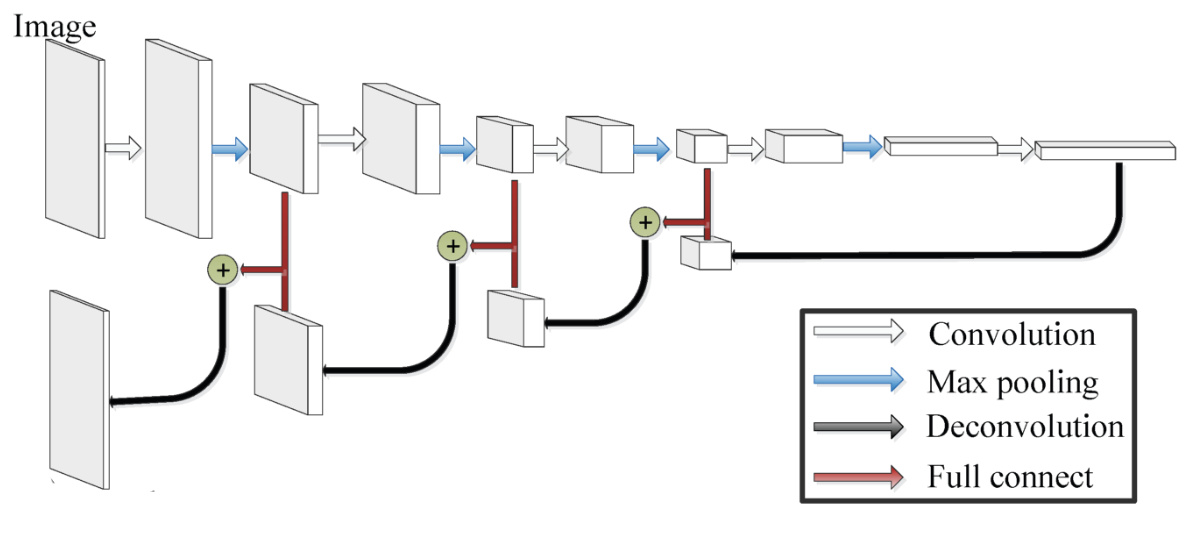 Image
+
+
+
Convolution
Max pooling
Deconvolution
Full connect